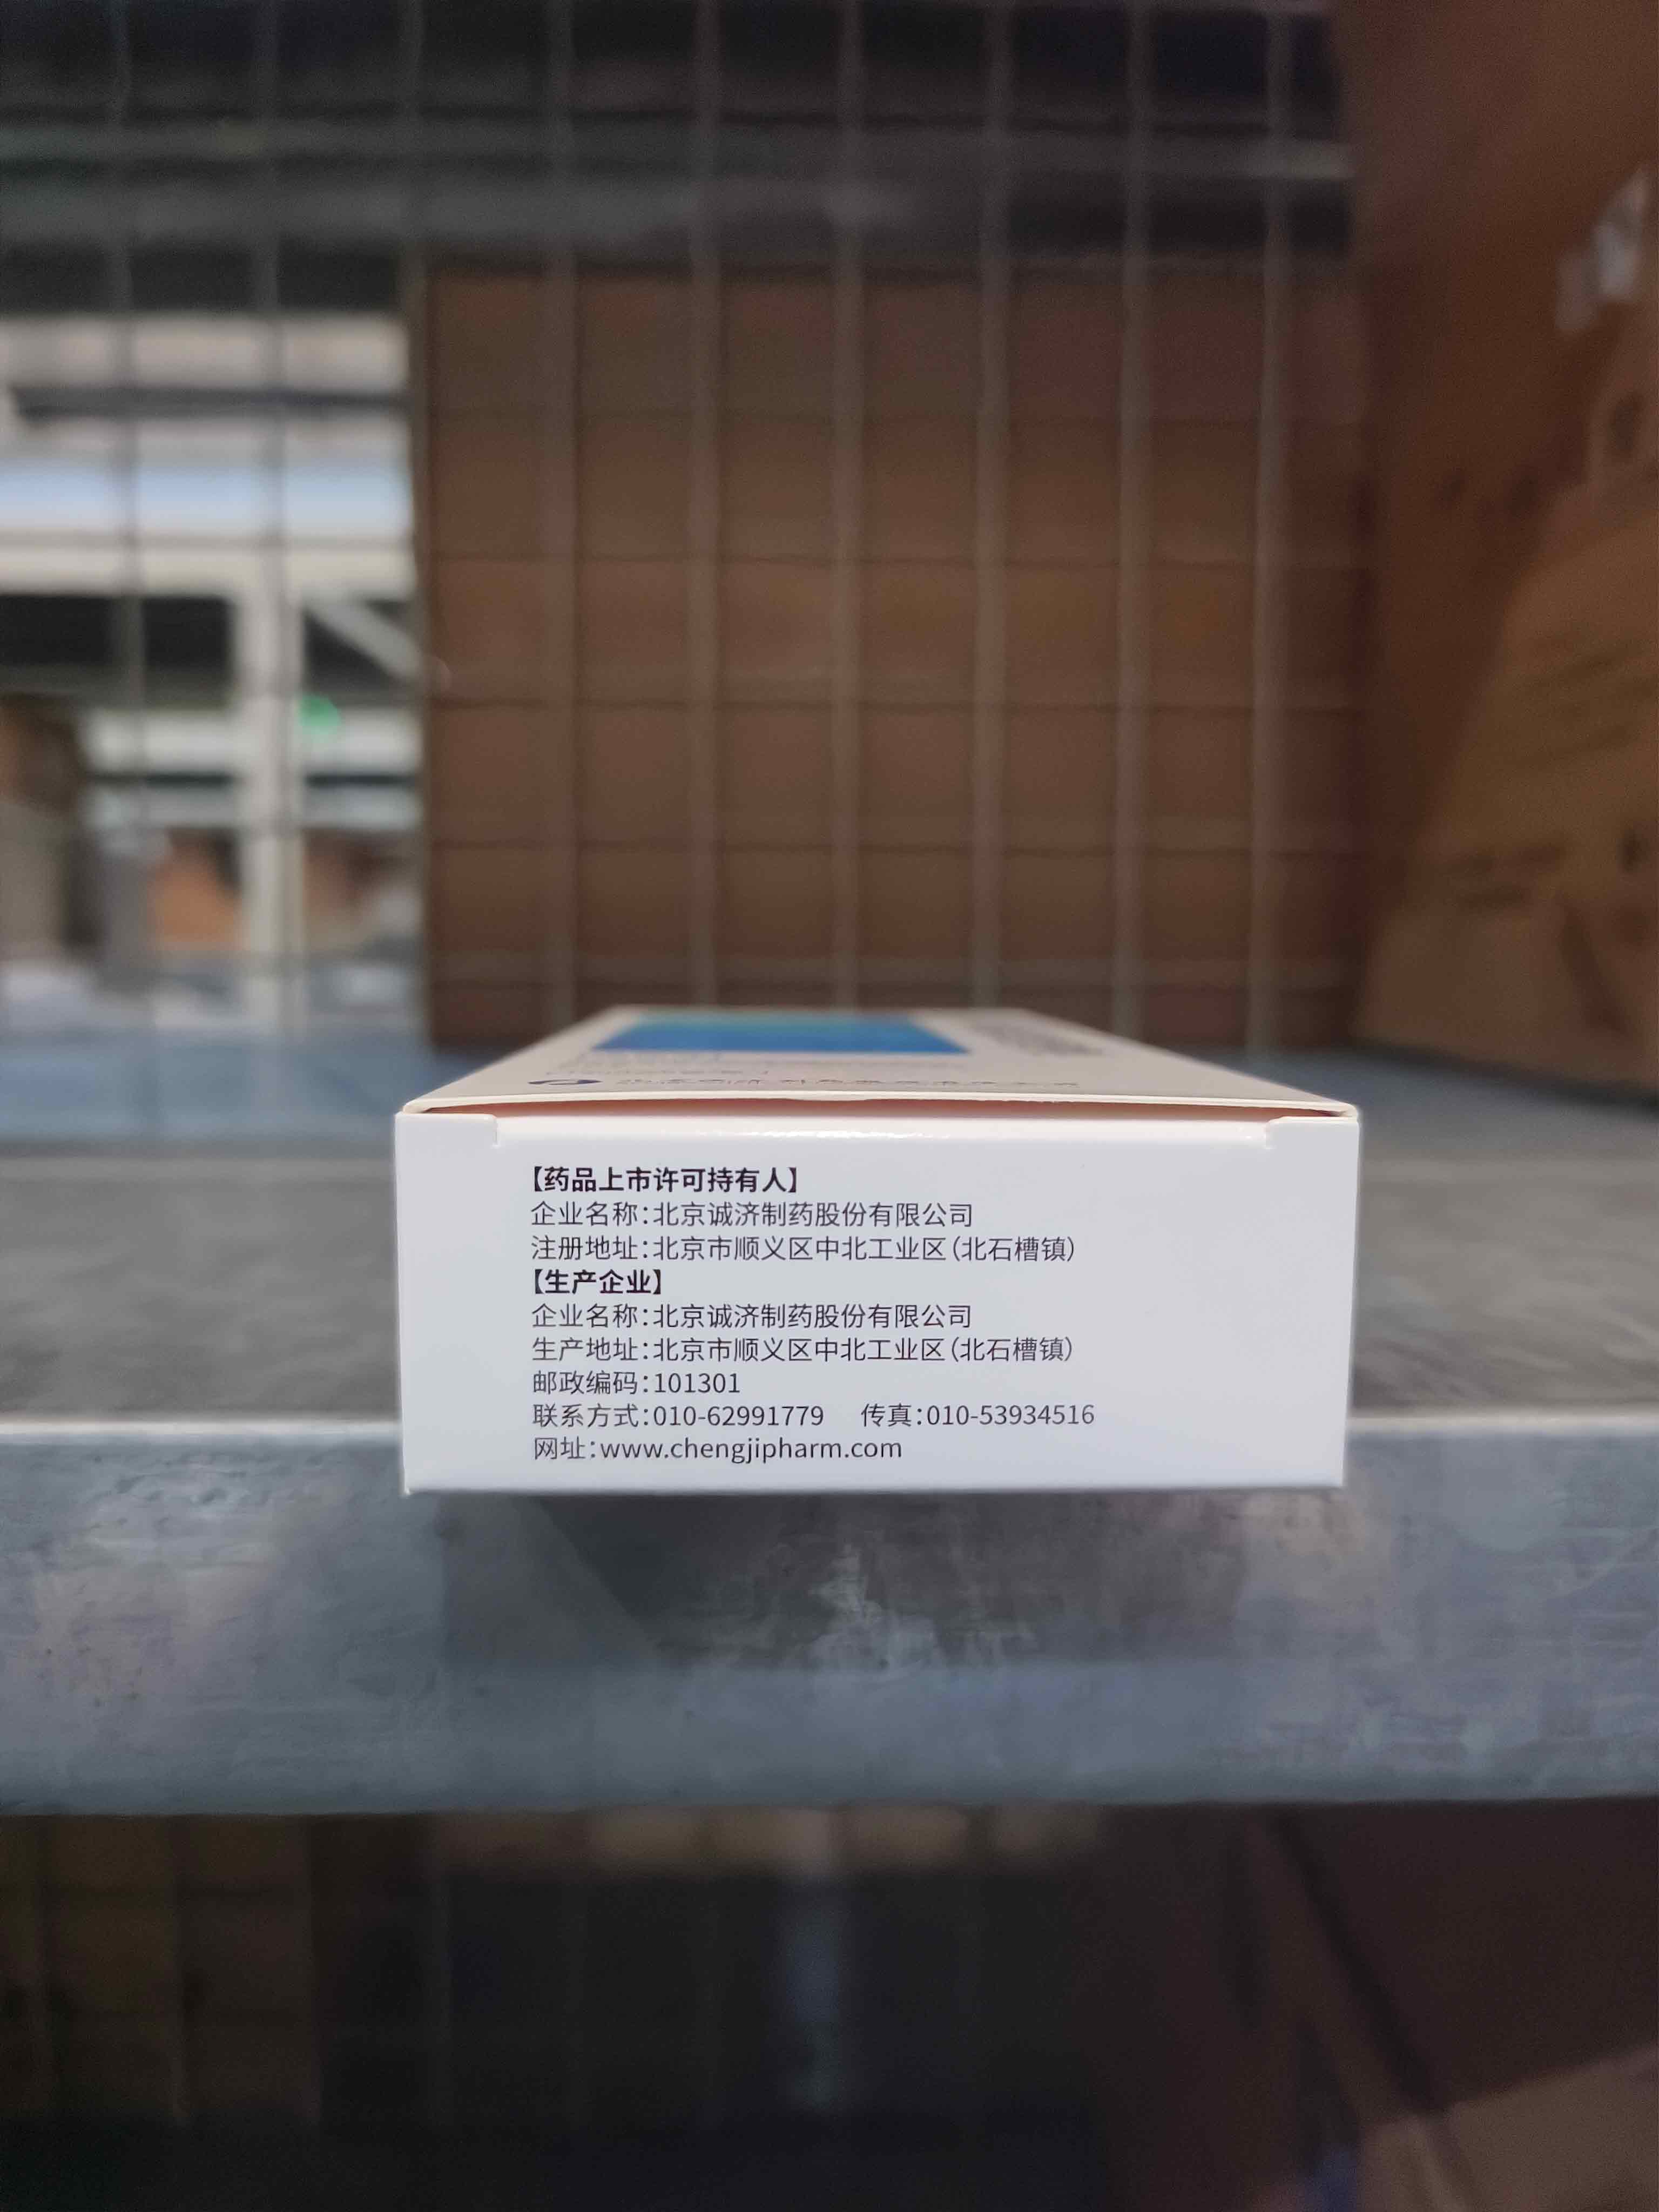 【药品上市许可持有人】
企业名称:北京诚济制药股份有限公司
注册地址:北京市顺义区中北工业区(北石槽镇)
【生产企业】
企业名称:北京诚济制药股份有限公司
生产地址:北京市顺义区中北工业区(北石槽镇)
邮政编码:101301
联系方式:010-62991779 传真:010-53934516
网址:www.chengjipharm.com